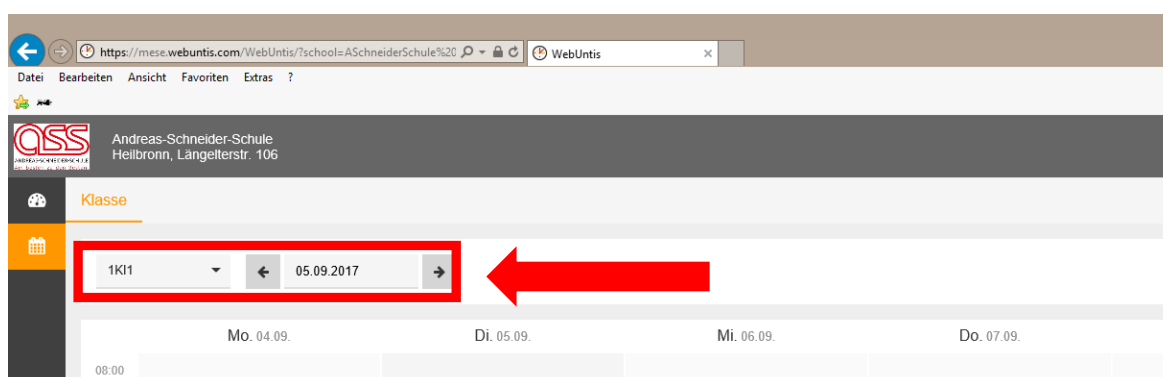 https://mese.webuntis.com/WebUntis/?school=ASchneiderSchule%20
WebUntis
Datei Bearbeiten Ansicht Favoriten Extras ?
ass
Andreas-Schneider-Schule
Heilbronn, Längelterstr. 106
Klasse
1KI1
05.09.2017
Mo. 04.09. Di. 05.09. Mi. 06.09. Do. 07.09.
08:00